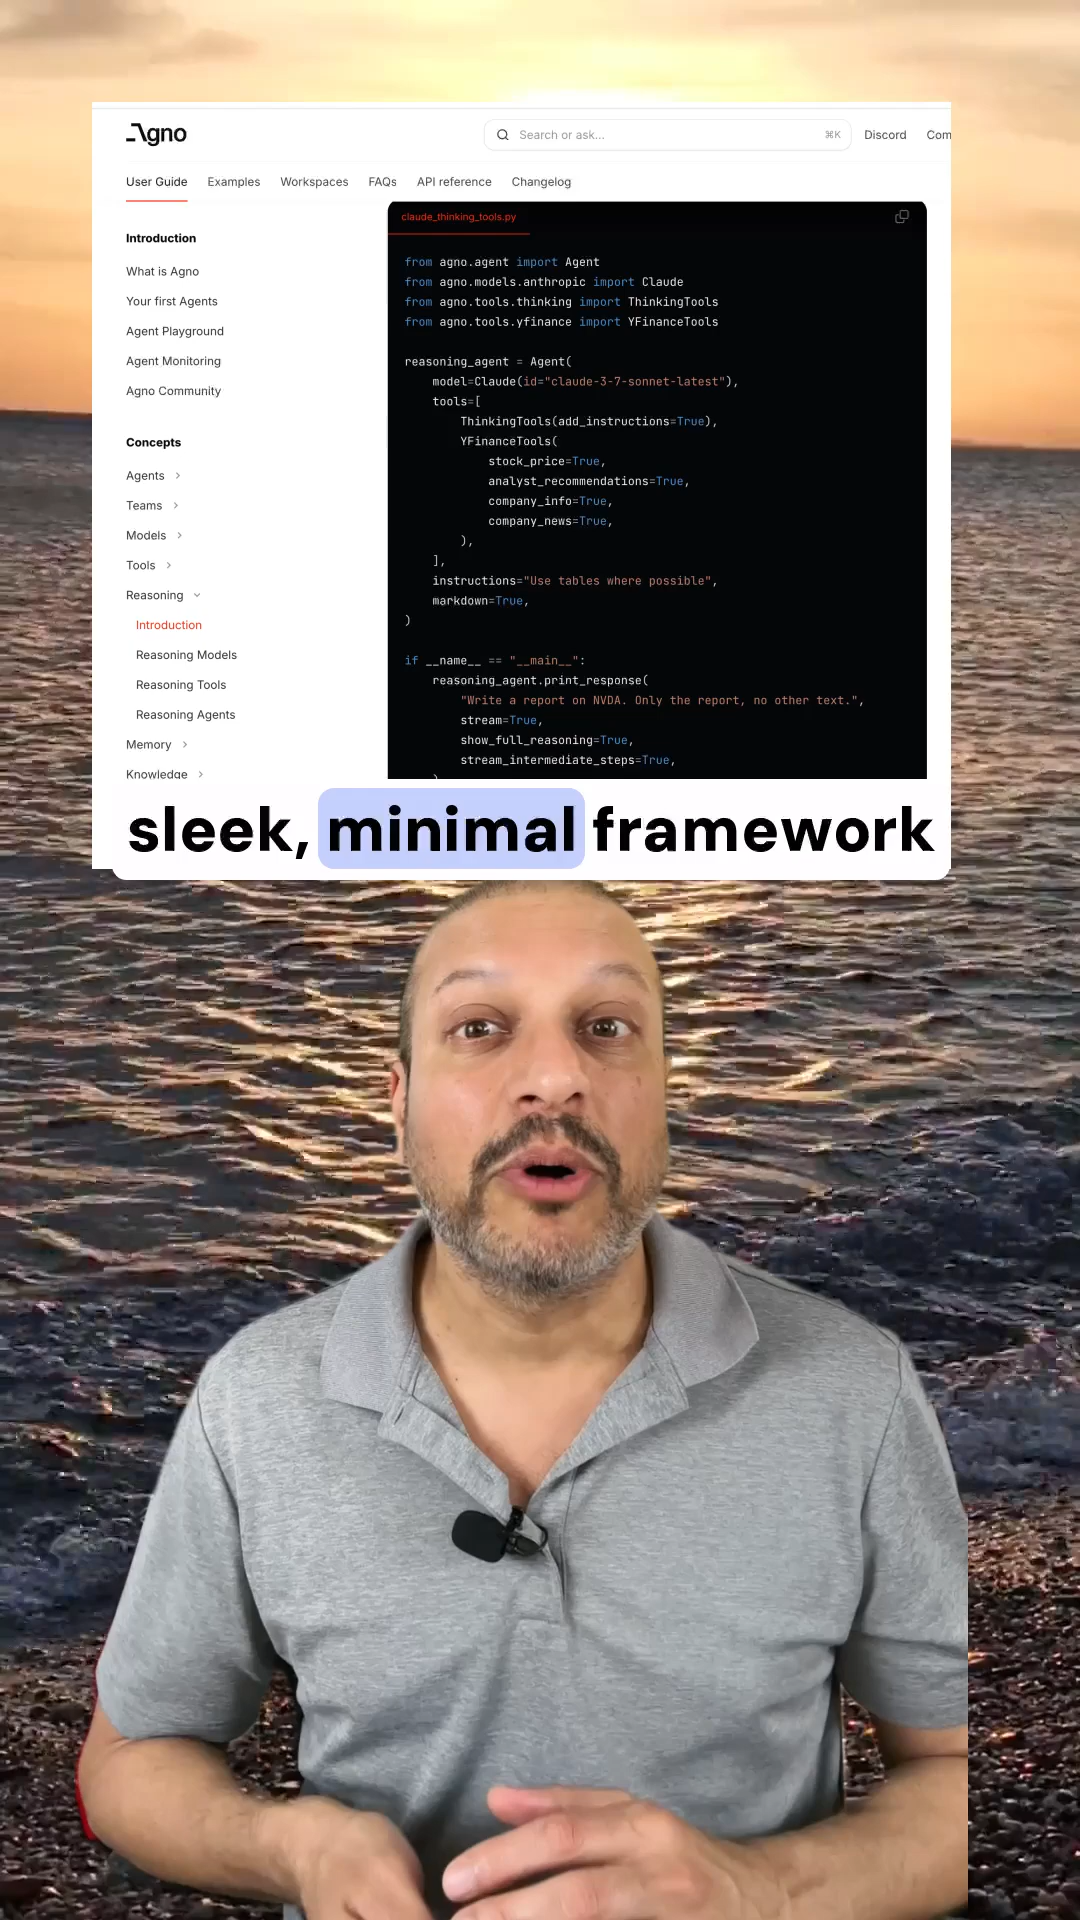 Agno
Search or ask...
⌘K
Discord
Com
User Guide
Examples
Workspaces
FAQs
API reference
Changelog
Introduction
What is Agno
Your first Agents
Agent Playground
Agent Monitoring
Agno Community
Concepts
Agents
Teams
Models
Tools
Reasoning
Introduction
Reasoning Models
Reasoning Tools
Reasoning Agents
Memory
Knowledge
claude_thinking_tools.py
from agno.agent import Agent
from agno.models.anthropic import Claude
from agno.tools.thinking import ThinkingTools
from agno.tools.yfinance import YFinanceTools
reasoning_agent = Agent(
model=Claude(id="claude-3-7-sonnet-latest"),
tools=[
ThinkingTools(add_instructions=True),
YFinanceTools(
stock_price=True,
analyst_recommendations=True,
company_info=True,
company_news=True,
),
],
instructions="Use tables where possible",
markdown=True,
)
if __name__ == "__main__":
reasoning_agent.print_response(
"Write a report on NVDA. Only the report, no other text.",
stream=True,
show_full_reasoning=True,
stream_intermediate_steps=True,
)
sleek, minimal framework